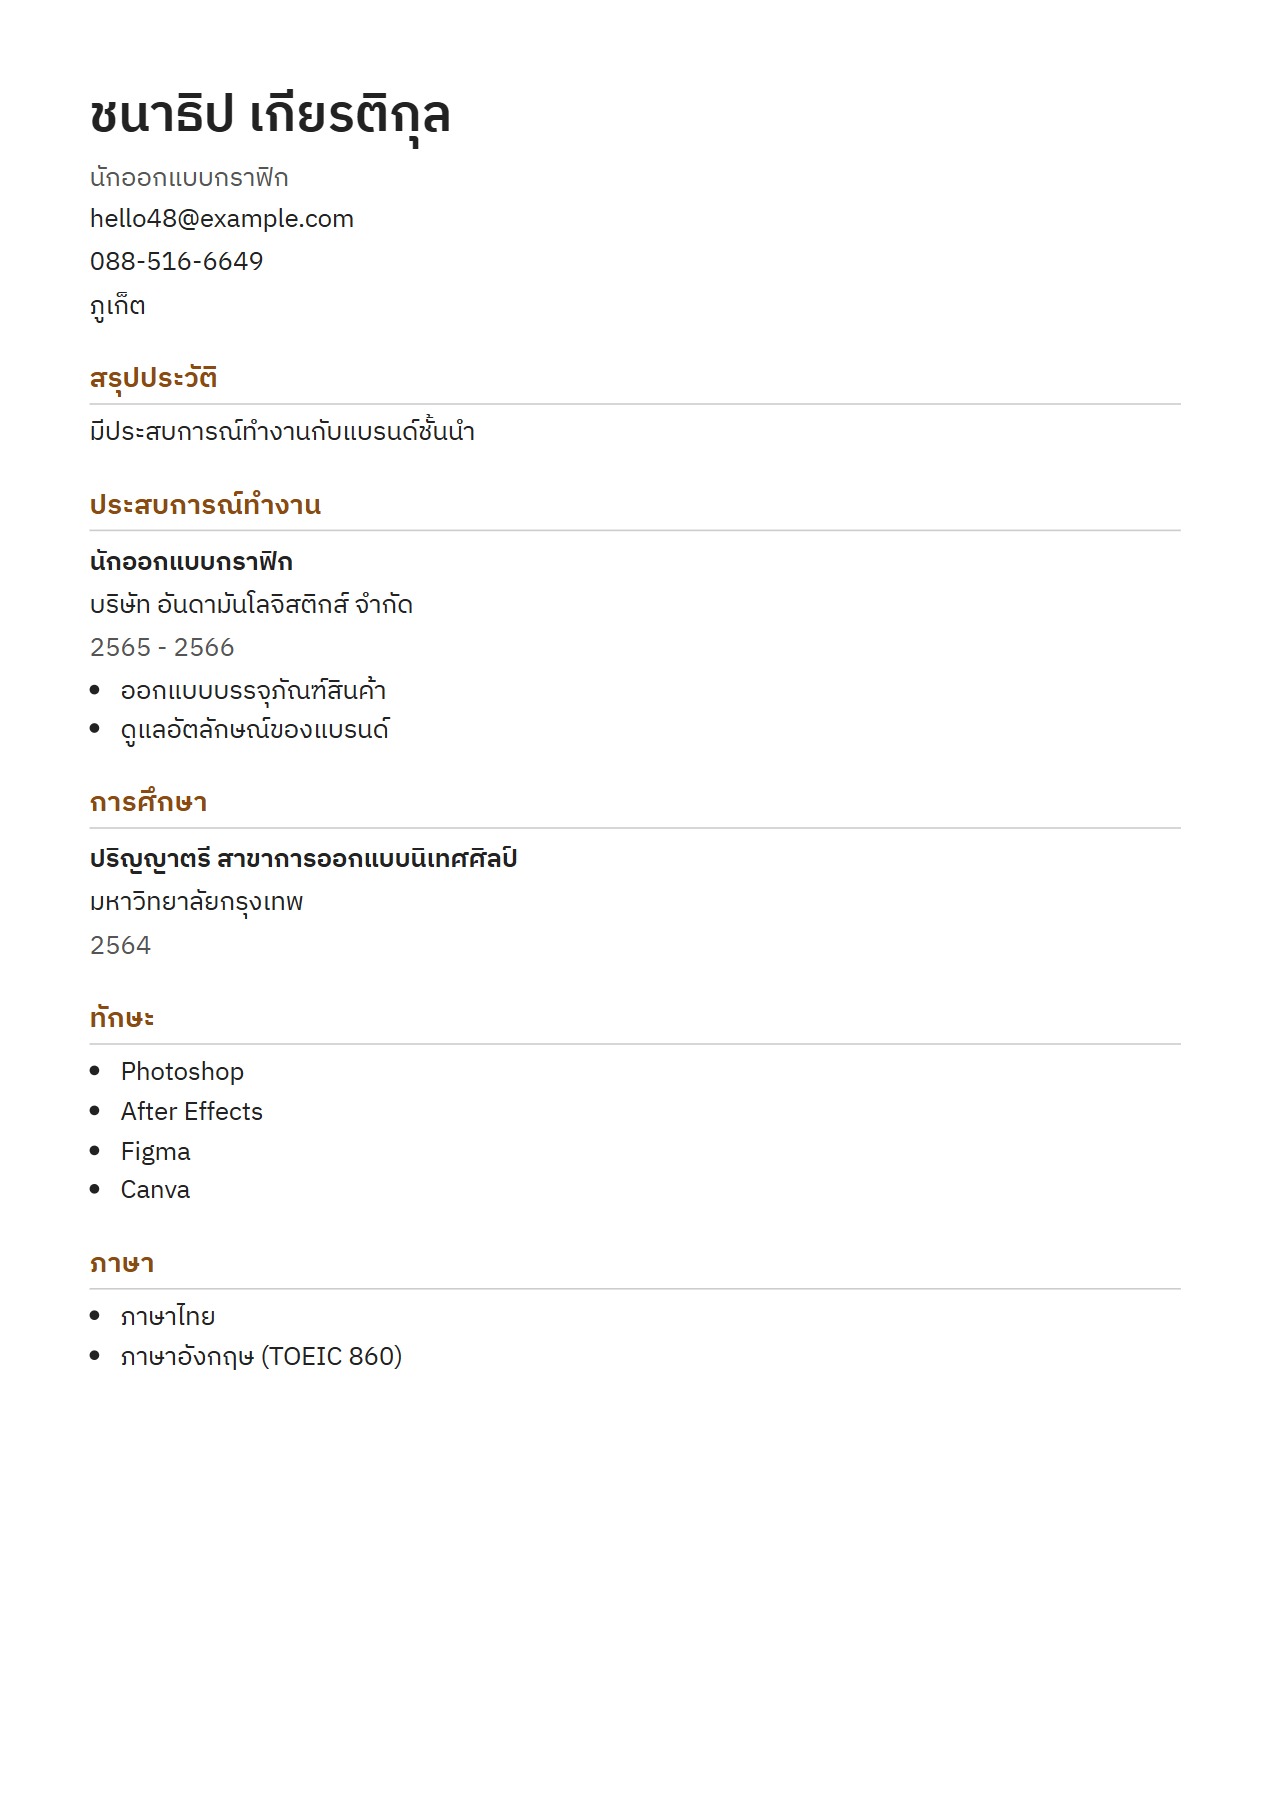 ชนาธิป เกียรติกุล
นักออกแบบกราฟิก
hello48@example.com
088-516-6649
ภูเก็ต
สรุปประวัติ
มีประสบการณ์ทำงานกับแบรนด์ชั้นนำ
ประสบการณ์ทำงาน
นักออกแบบกราฟิก
บริษัท อันดามันโลจิสติกส์ จำกัด
2565 - 2566
• ออกแบบบรรจุภัณฑ์สินค้า
• ดูแลอัตลักษณ์ของแบรนด์
การศึกษา
ปริญญาตรี สาขาการออกแบบนิเทศศิลป์
มหาวิทยาลัยกรุงเทพ
2564
ทักษะ
• Photoshop
• After Effects
• Figma
• Canva
ภาษา
• ภาษาไทย
• ภาษาอังกฤษ (TOEIC 860)